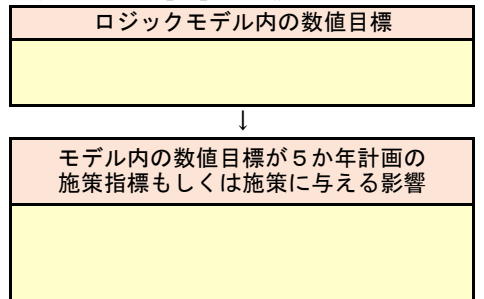 ロジックモデル内の数値目標
↓
モデル内の数値目標が５か年計画の
施策指標もしくは施策に与える影響